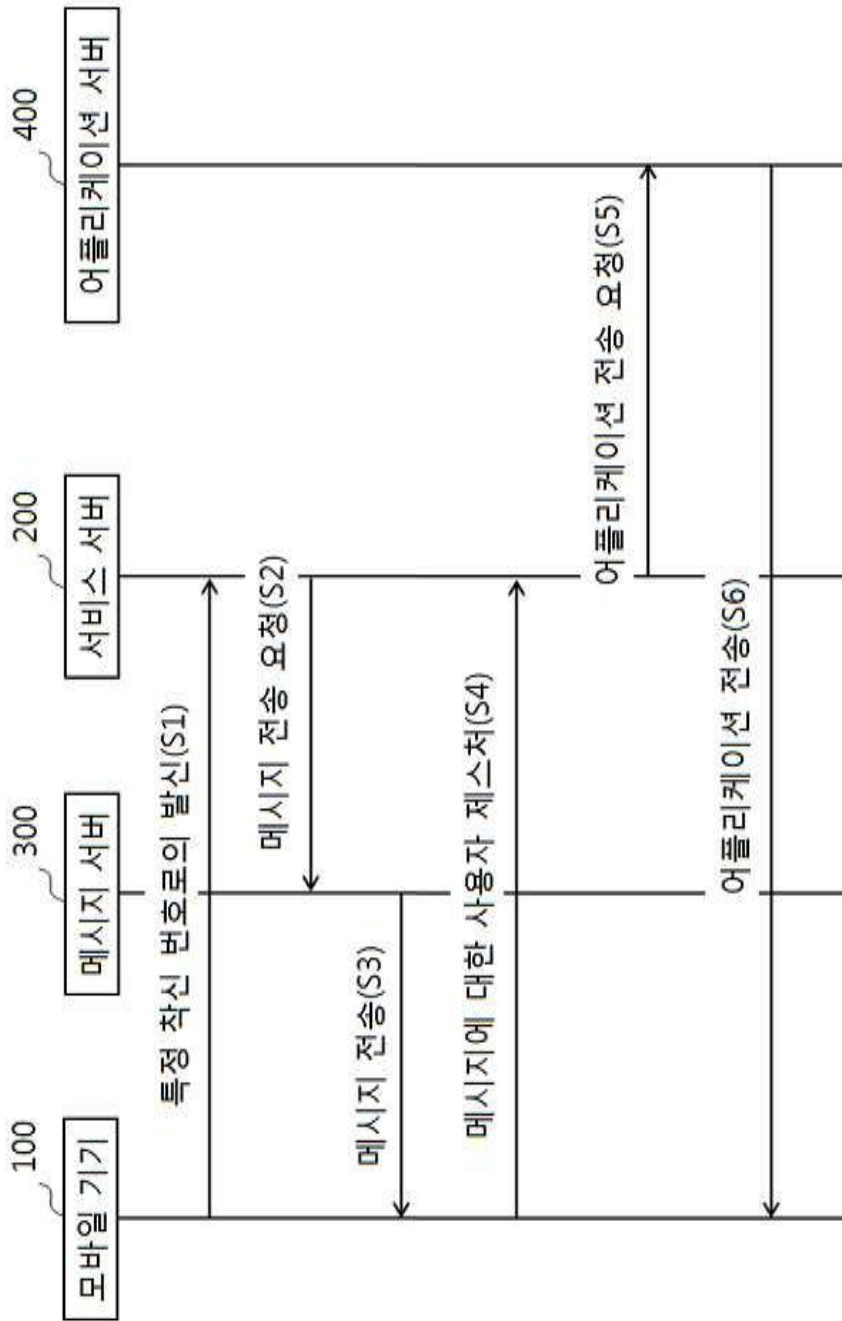 100
300
200
400
모바일 기기
메시지 서버
서비스 서버
어플리케이션 서버
특정 착신 번호로의 발신(S1)
메시지 전송 요청(S2)
메시지 전송(S3)
메시지에 대한 사용자 제스처(S4)
어플리케이션 전송 요청(S5)
어플리케이션 전송(S6)